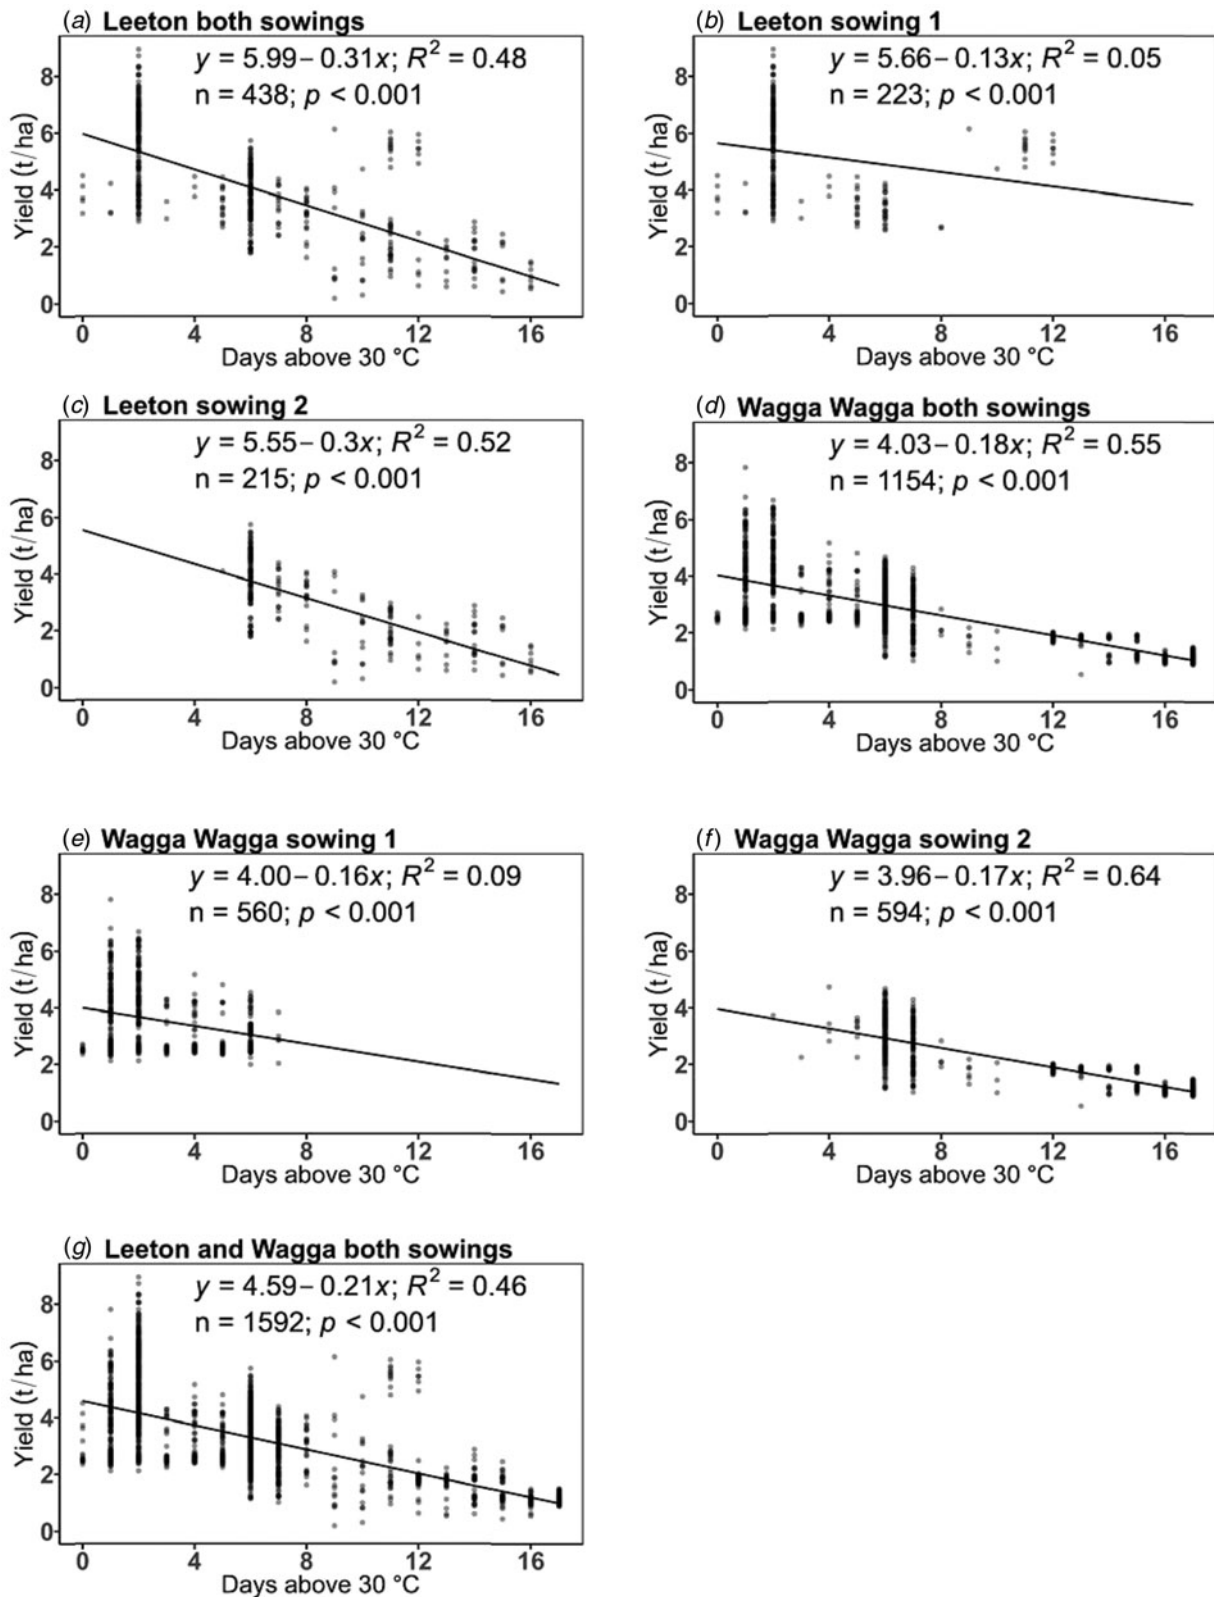 (a) Leeton both sowings
y = 5.99 – 0.31x; R² = 0.48
n = 438; p < 0.001
Yield (t/ha)
8
6
4
2
0
0 4 8 12 16
Days above 30 °C
(b) Leeton sowing 1
y = 5.66 – 0.13x; R² = 0.05
n = 223; p < 0.001
Yield (t/ha)
8
6
4
2
0
0 4 8 12 16
Days above 30 °C
(c) Leeton sowing 2
y = 5.55 – 0.3x; R² = 0.52
n = 215; p < 0.001
Yield (t/ha)
8
6
4
2
0
0 4 8 12 16
Days above 30 °C
(d) Wagga Wagga both sowings
y = 4.03 – 0.18x; R² = 0.55
n = 1154; p < 0.001
Yield (t/ha)
8
6
4
2
0
0 4 8 12 16
Days above 30 °C
(e) Wagga Wagga sowing 1
y = 4.00 – 0.16x; R² = 0.09
n = 560; p < 0.001
Yield (t/ha)
8
6
4
2
0
0 4 8 12 16
Days above 30 °C
(f) Wagga Wagga sowing 2
y = 3.96 – 0.17x; R² = 0.64
n = 594; p < 0.001
Yield (t/ha)
8
6
4
2
0
0 4 8 12 16
Days above 30 °C
(g) Leeton and Wagga both sowings
y = 4.59 – 0.21x; R² = 0.46
n = 1592; p < 0.001
Yield (t/ha)
8
6
4
2
0
0 4 8 12 16
Days above 30 °C